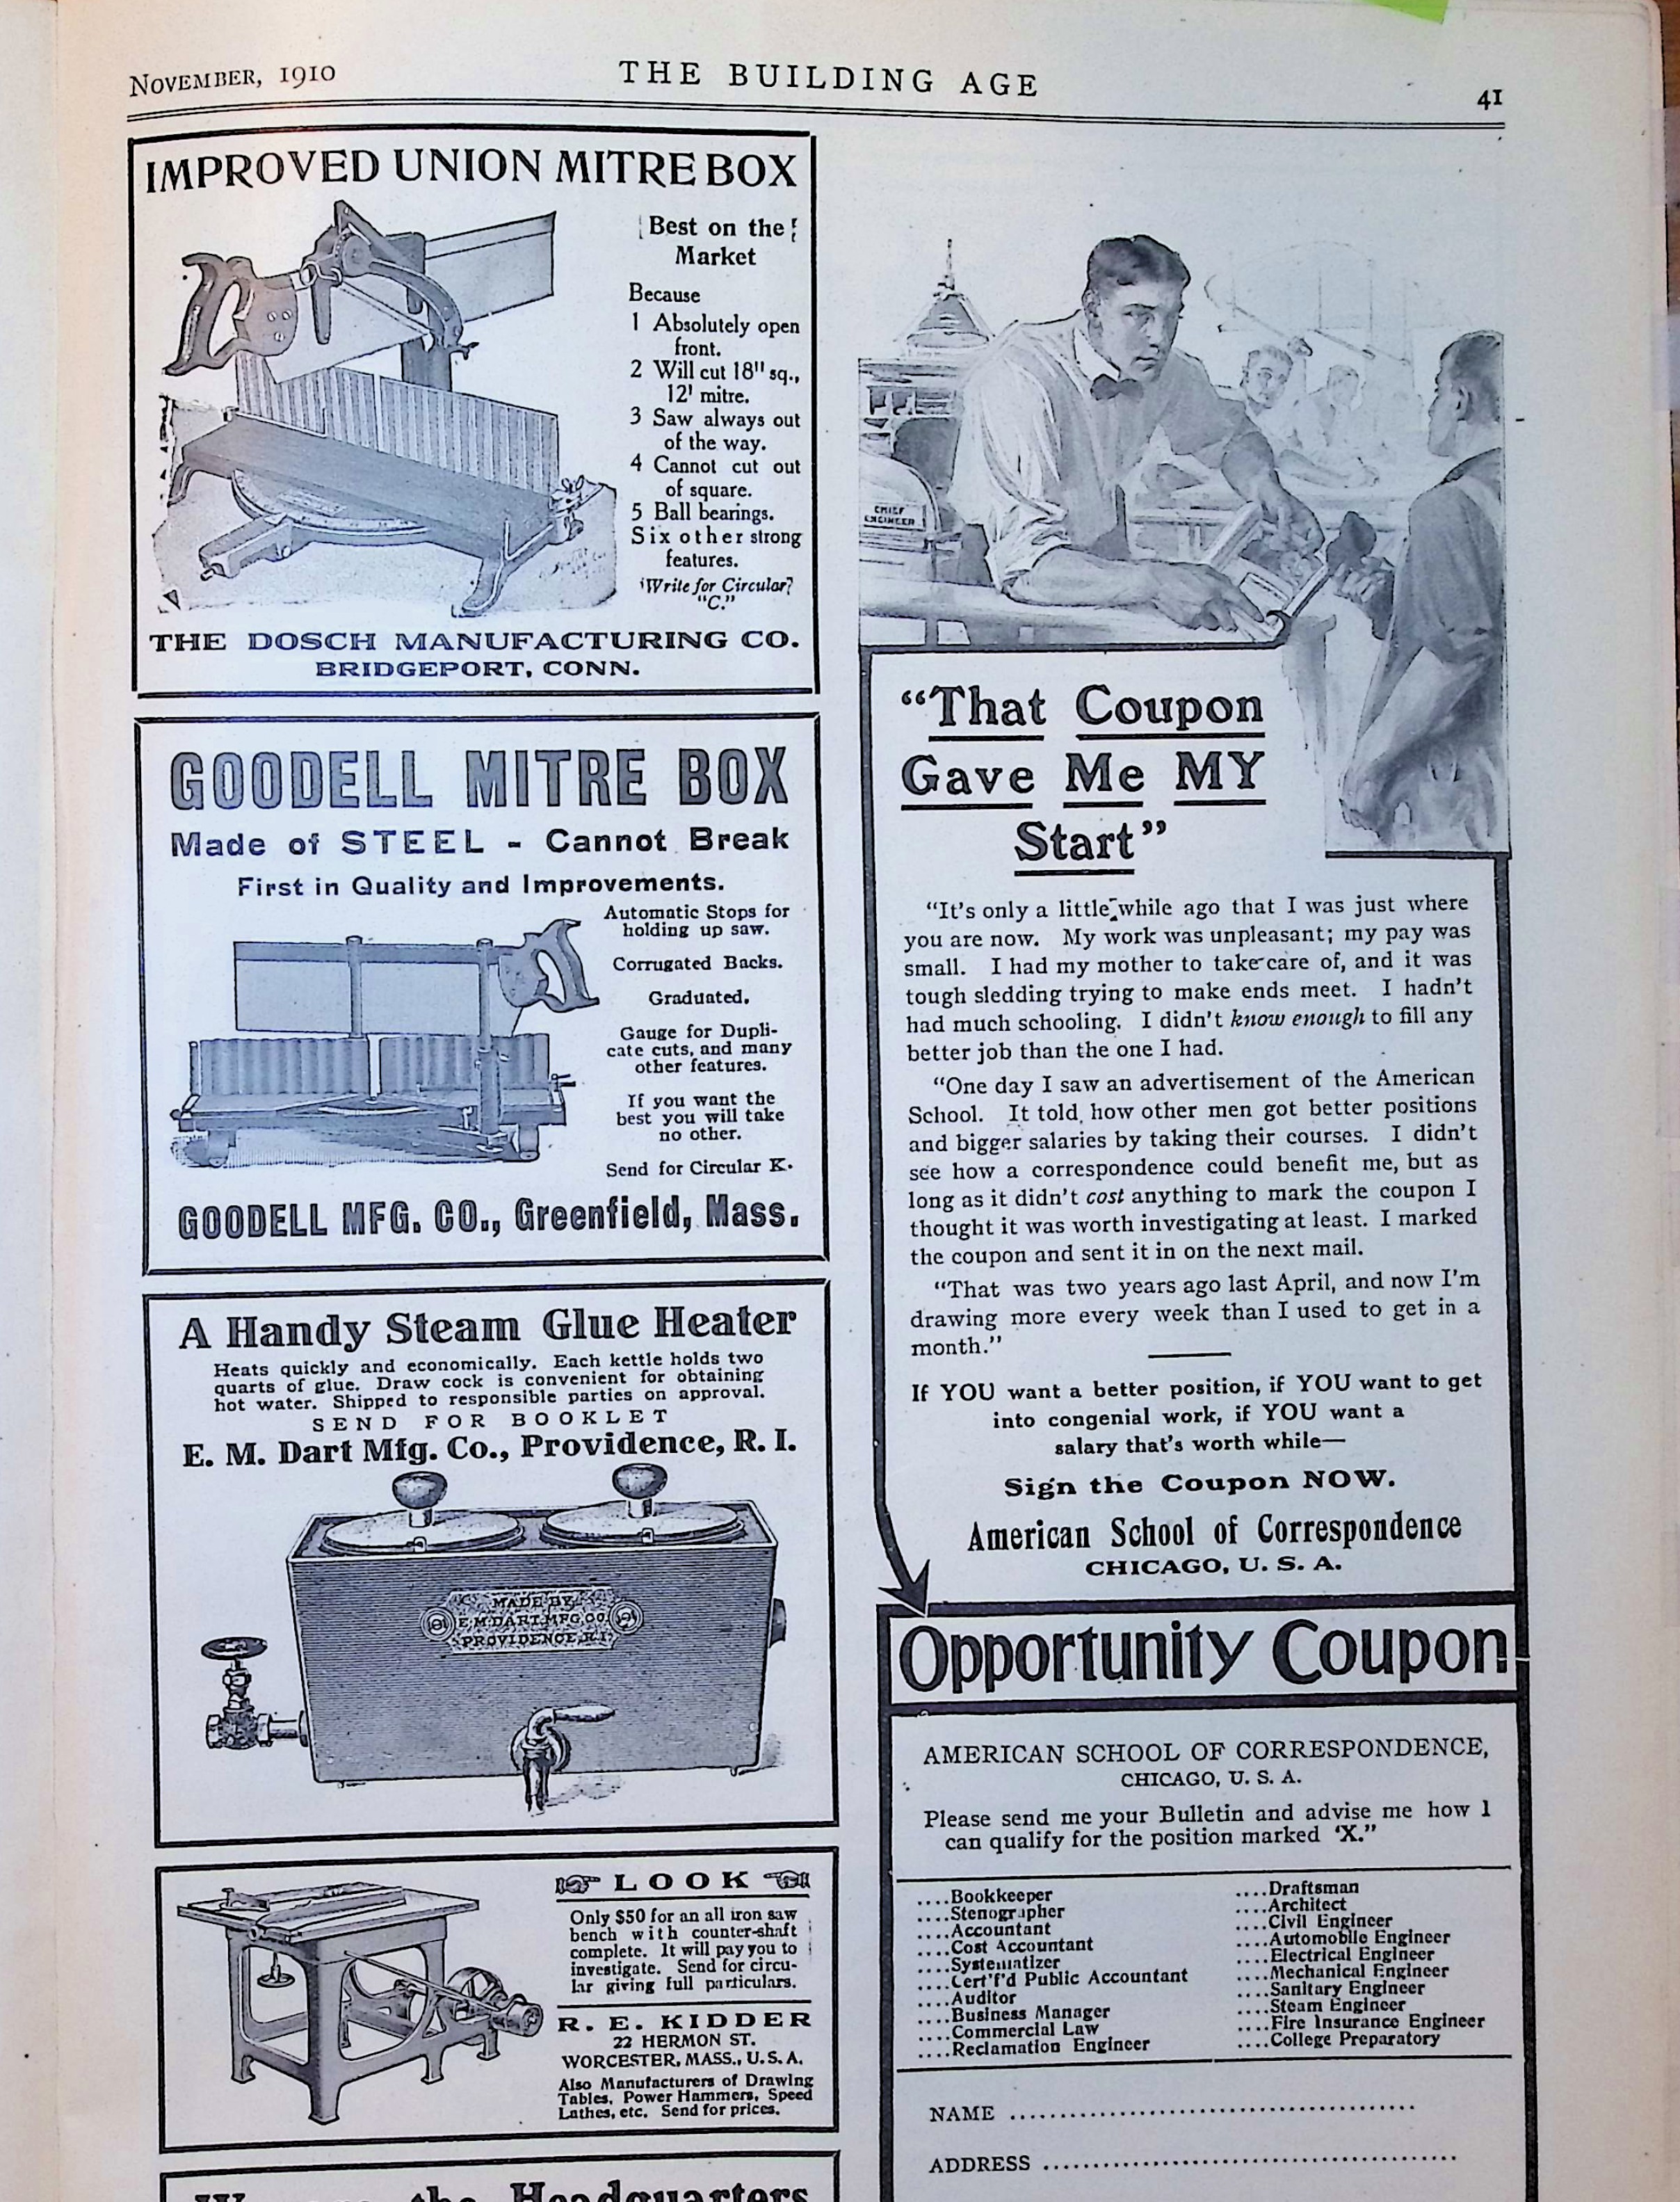 NOVEMBER, 1910
THE BUILDING AGE
41
IMPROVED UNION MITRE BOX
Best on the
Market
Because
1 Absolutely open
front.
2 Will cut 18" sq.,
12' mitre.
3 Saw always out
of the way.
4 Cannot cut out
of square.
5 Ball bearings.
Six other strong
features.
Write for Circular
"C."
THE DOSCH MANUFACTURING CO.
BRIDGEPORT, CONN.
GOODELL MITRE BOX
Made of STEEL - Cannot Break
First in Quality and Improvements.
Automatic Stops for
holding up saw.
Corrugated Backs.
Graduated.
Gauge for Dupli-
cate cuts, and many
other features.
If you want the
best you will take
no other.
Send for Circular K.
GOODELL MFG. CO., Greenfield, Mass.
A Handy Steam Glue Heater
Heats quickly and economically. Each kettle holds two
quarts of glue. Draw cock is convenient for obtaining
hot water. Shipped to responsible parties on approval.
SEND FOR BOOKLET
E. M. Dart Mfg. Co., Providence, R. I.
MADE BY
E.M.DART MFG.CO.
PROVIDENCE, R.I.
LOOK
Only $50 for an all iron saw
bench with counter-shaft
complete. It will pay you to
investigate. Send for circu-
lar giving full particulars.
R. E. KIDDER
22 HERMON ST.
WORCESTER, MASS., U.S.A.
Also Manufacturers of Drawing
Tables, Power Hammers, Speed
Lathes, etc. Send for prices.
the Headquarters
CHIEF
ENGINEER
"That Coupon
Gave Me MY
Start"
"It's only a little while ago that I was just where
you are now. My work was unpleasant; my pay was
small. I had my mother to take care of, and it was
tough sledding trying to make ends meet. I hadn't
had much schooling. I didn't know enough to fill any
better job than the one I had.
"One day I saw an advertisement of the American
School. It told how other men got better positions
and bigger salaries by taking their courses. I didn't
see how a correspondence could benefit me, but as
long as it didn't cost anything to mark the coupon I
thought it was worth investigating at least. I marked
the coupon and sent it in on the next mail.
"That was two years ago last April, and now I'm
drawing more every week than I used to get in a
month."
If YOU want a better position, if YOU want to get
into congenial work, if YOU want a
salary that's worth while—
Sign the Coupon NOW.
American School of Correspondence
CHICAGO, U. S. A.
Opportunity Coupon
AMERICAN SCHOOL OF CORRESPONDENCE,
CHICAGO, U. S. A.
Please send me your Bulletin and advise me how I
can qualify for the position marked 'X."
....Bookkeeper
....Stenographer
....Accountant
....Cost Accountant
....Systematizer
....Cert'f'd Public Accountant
....Auditor
....Business Manager
....Commercial Law
....Reclamation Engineer
....Draftsman
....Architect
....Civil Engineer
....Automobile Engineer
....Electrical Engineer
....Mechanical Engineer
....Sanitary Engineer
....Steam Engineer
....Fire Insurance Engineer
....College Preparatory
NAME ........................................
ADDRESS ........................................